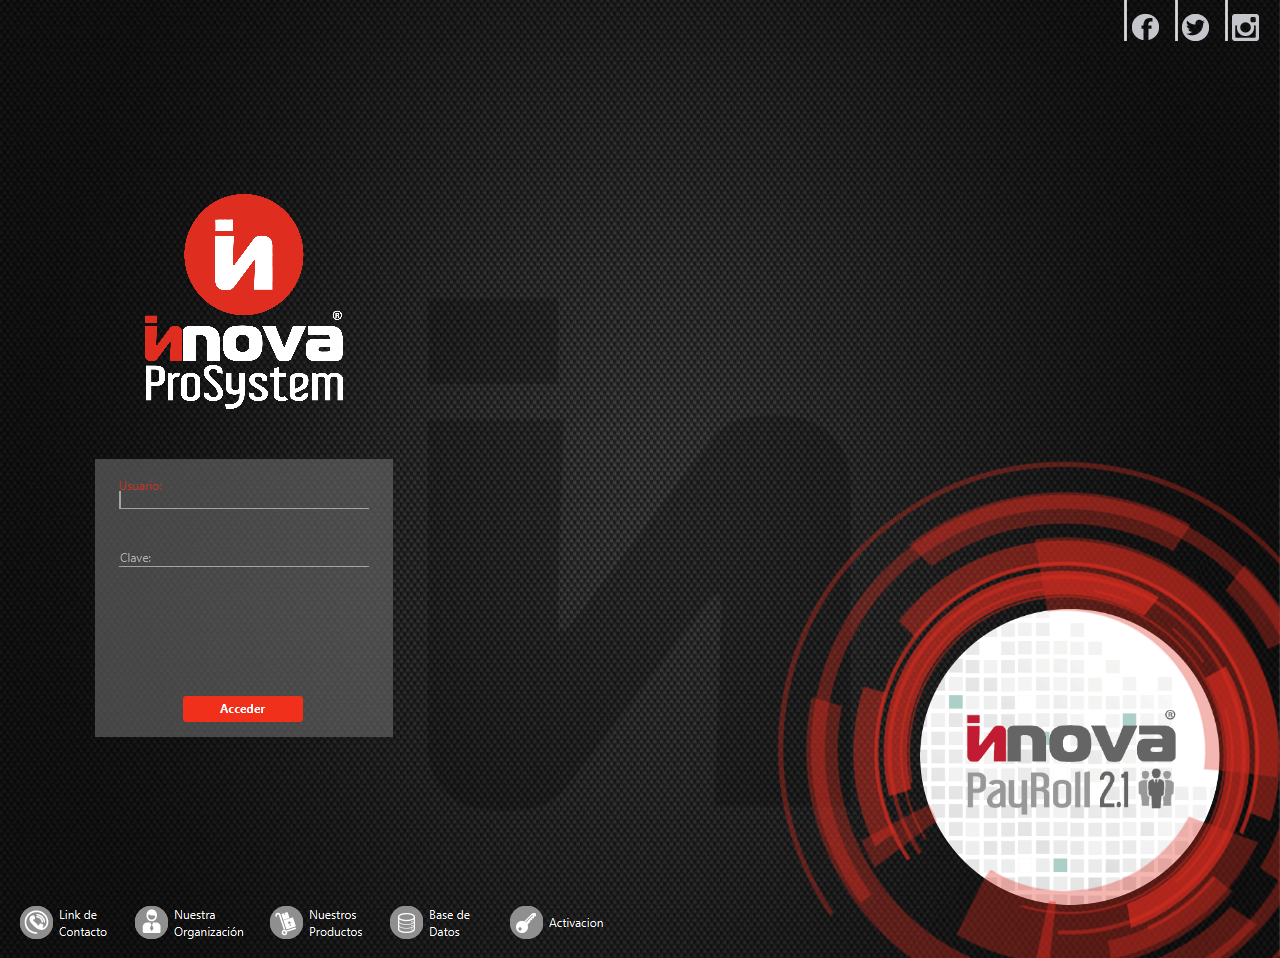 in
®
innova
ProSystem
Usuario:
Clave:
Acceder
innova ®
PayRoll 2.1
Link de
Contacto
Nuestra
Organización
Nuestros
Productos
Base de
Datos
Activacion